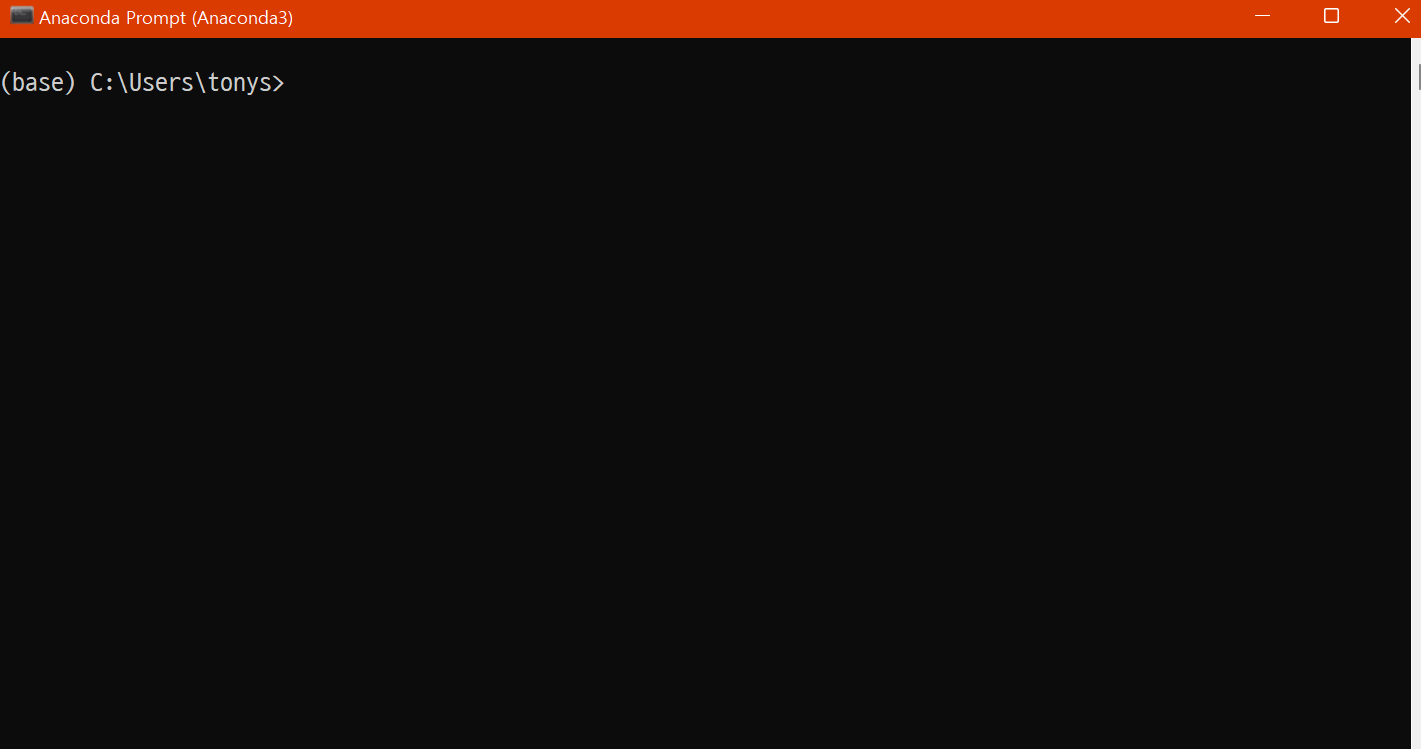 Anaconda Prompt (Anaconda3)
(base) C:\Users\tonys>